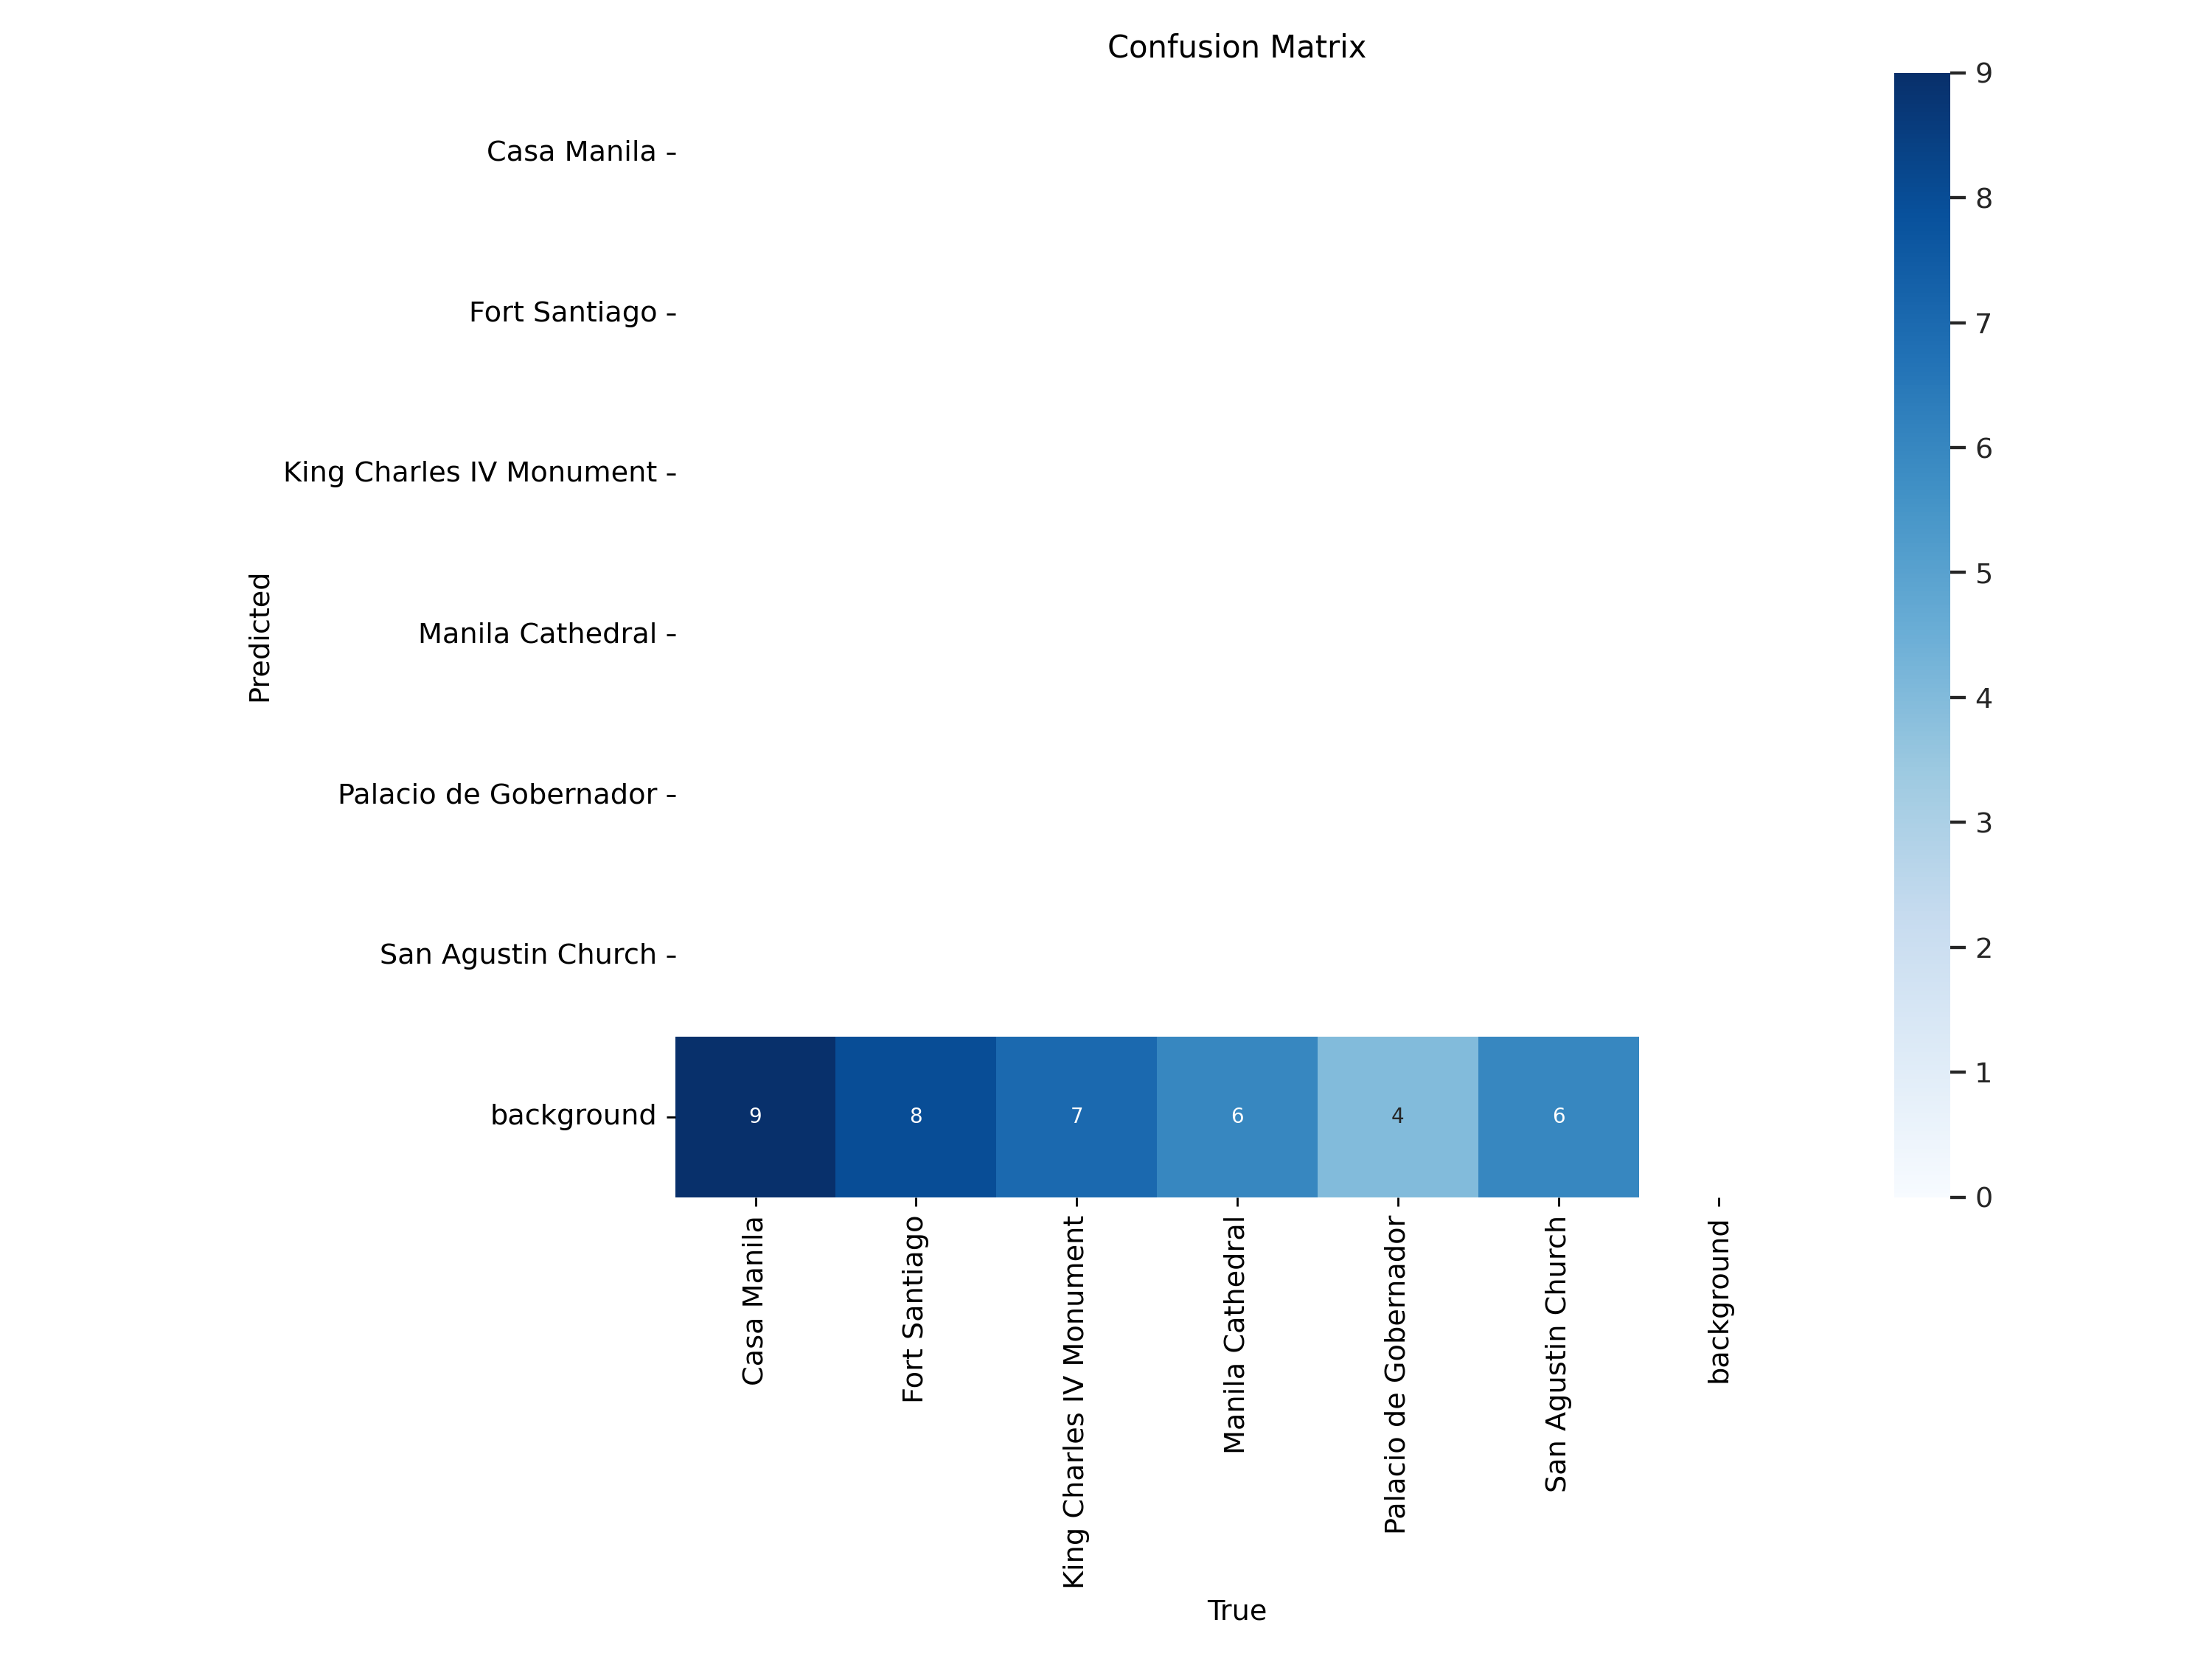 Confusion Matrix
Casa Manila
Fort Santiago
King Charles IV Monument
Manila Cathedral
Palacio de Gobernador
San Agustin Church
background
Predicted
9 8 7 6 4 6
Casa Manila
Fort Santiago
King Charles IV Monument
Manila Cathedral
Palacio de Gobernador
San Agustin Church
background
True
9
8
7
6
5
4
3
2
1
0